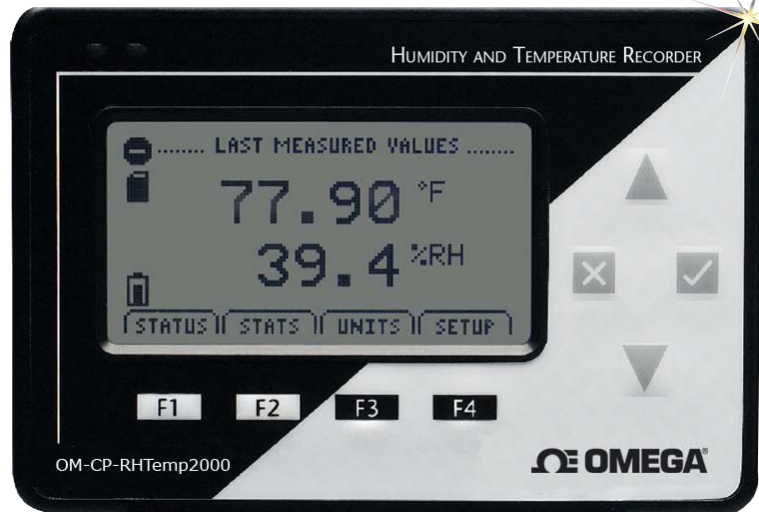 HUMIDITY AND TEMPERATURE RECORDER
........ LAST MEASURED VALUES ........
77.90 °F
39.4 %RH
STATUS STATS UNITS SETUP
F1 F2 F3 F4
OM-CP-RHTemp2000
OMEGA®